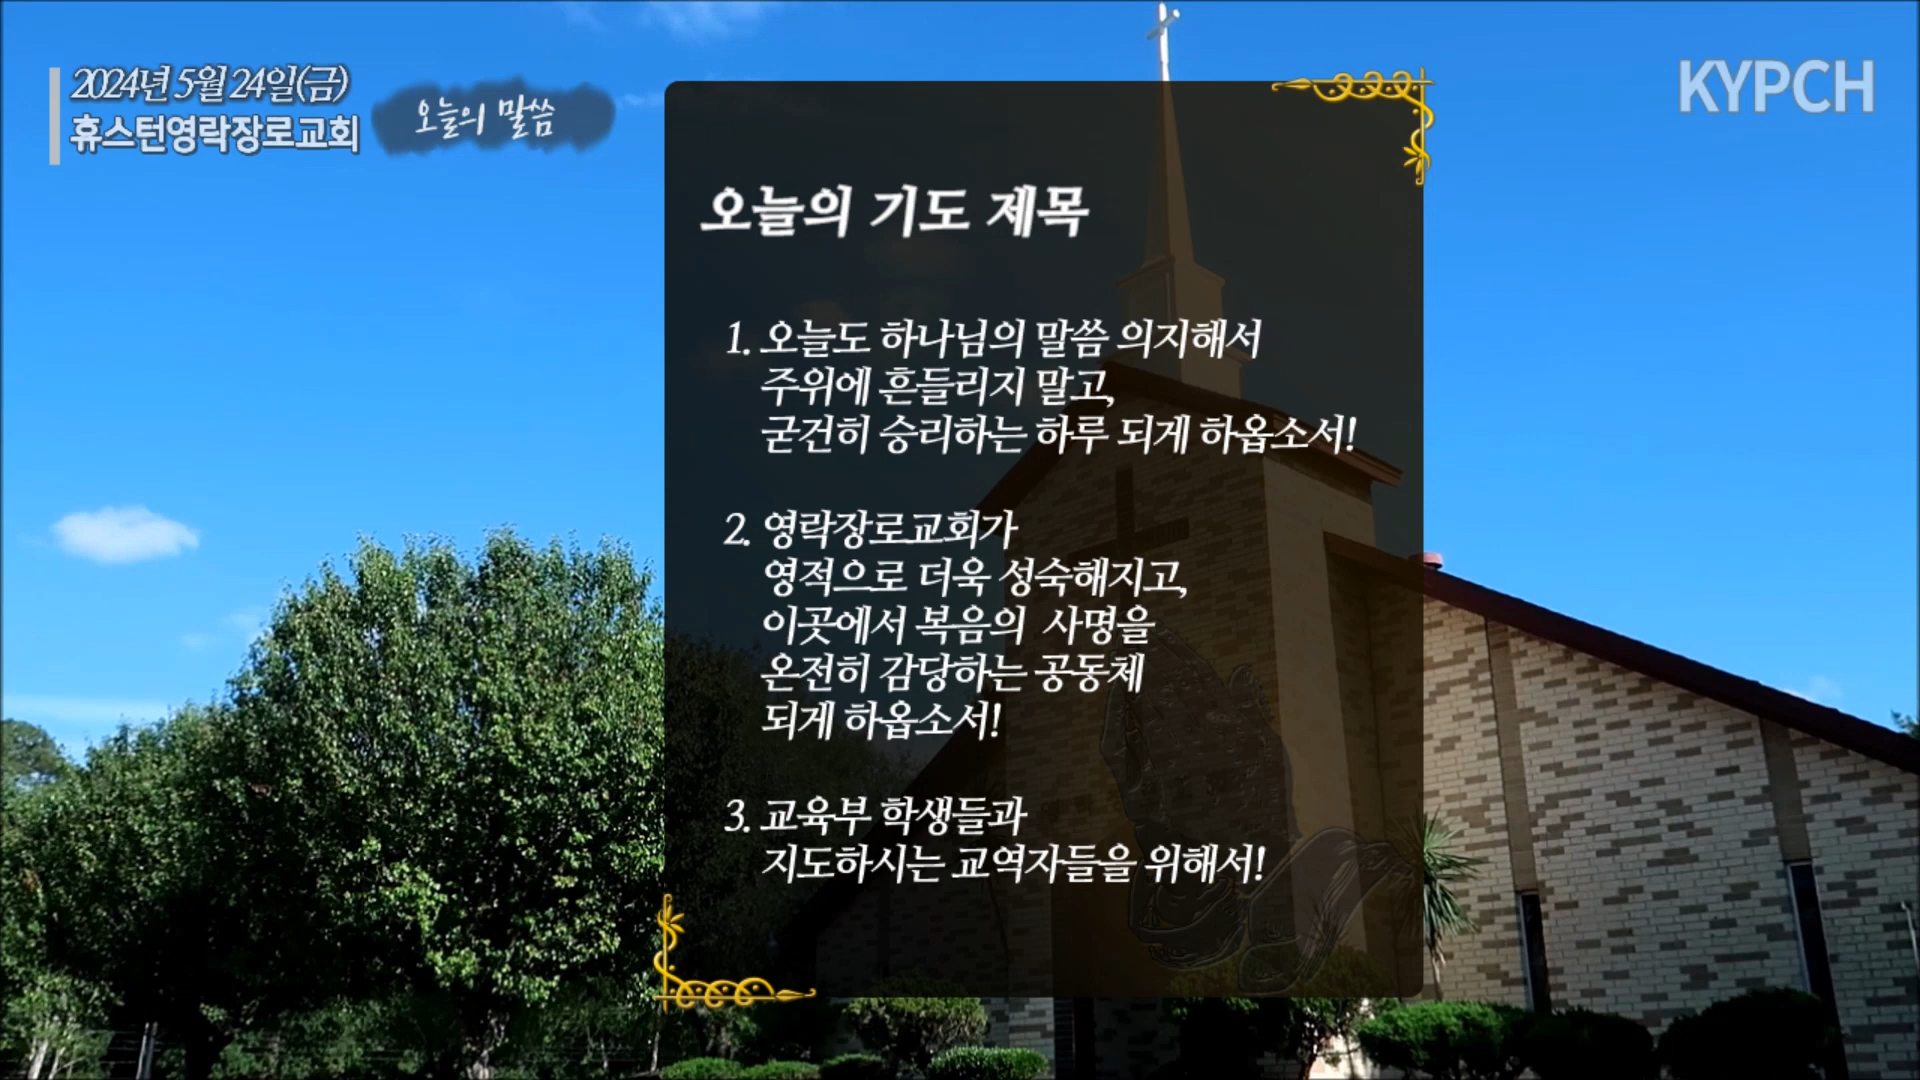 2024년 5월 24일(금)
휴스턴영락장로교회
오늘의 말씀
KYPCH
오늘의 기도 제목
1. 오늘도 하나님의 말씀 의지해서
주위에 흔들리지 말고,
굳건히 승리하는 하루 되게 하옵소서!
2. 영락장로교회가
영적으로 더욱 성숙해지고,
이곳에서 복음의 사명을
온전히 감당하는 공동체
되게 하옵소서!
3. 교육부 학생들과
지도하시는 교역자들을 위해서!